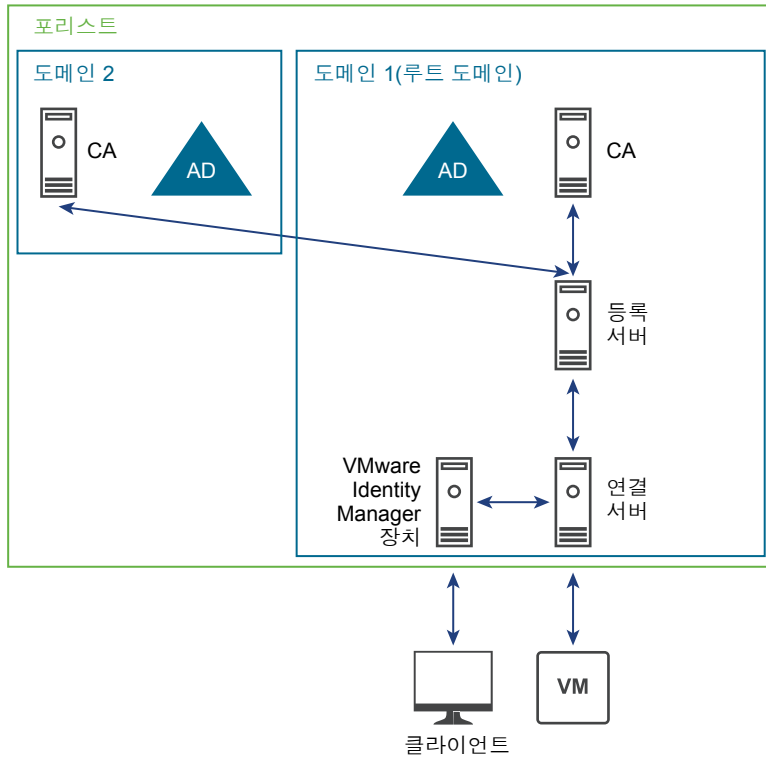 포리스트
도메인 2
CA
AD
도메인 1(루트 도메인)
AD
CA
등록
서버
VMware
Identity
Manager
장치
연결
서버
클라이언트
VM